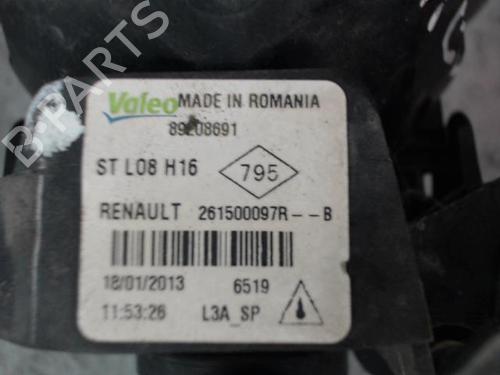 Valeo MADE IN ROMANIA
89208691
ST L08 H16 795
RENAULT 261500097R--B
18/01/2013 6519
11:53:26 L3A_SP